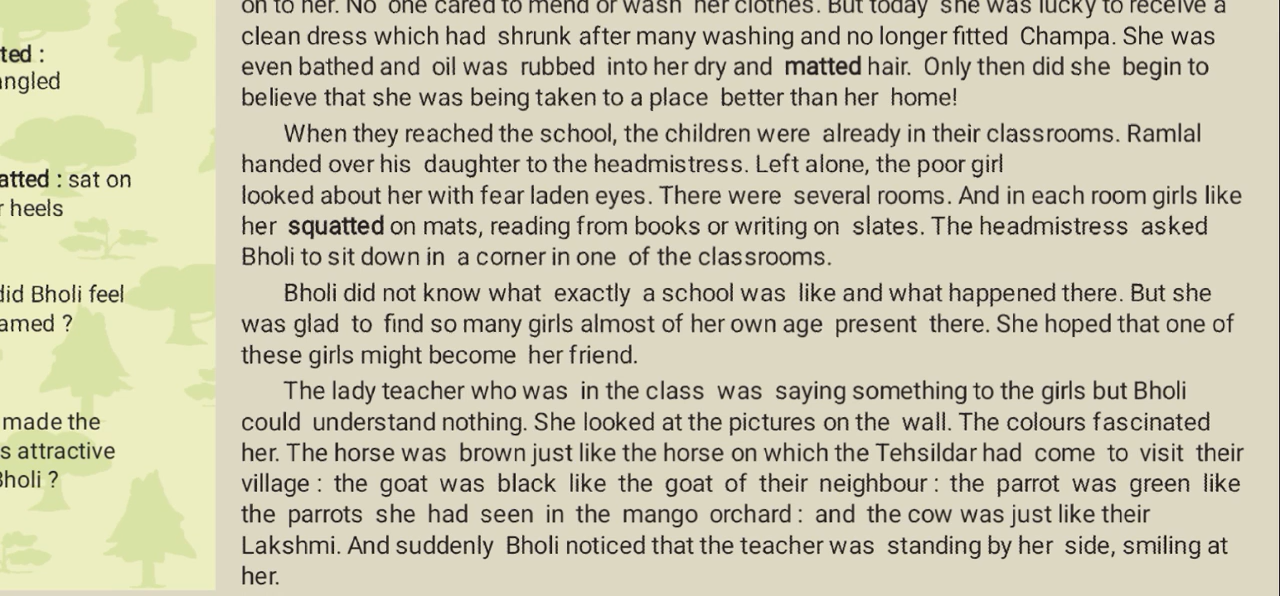 ted :
ngled
atted : sat on
r heels
did Bholi feel
amed ?
made the
s attractive
Bholi ?
on to her. No one cared to mend or wash her clothes. But today she was lucky to receive a
clean dress which had shrunk after many washing and no longer fitted Champa. She was
even bathed and oil was rubbed into her dry and matted hair. Only then did she begin to
believe that she was being taken to a place better than her home!
When they reached the school, the children were already in their classrooms. Ramlal
handed over his daughter to the headmistress. Left alone, the poor girl
looked about her with fear laden eyes. There were several rooms. And in each room girls like
her squatted on mats, reading from books or writing on slates. The headmistress asked
Bholi to sit down in a corner in one of the classrooms.
Bholi did not know what exactly a school was like and what happened there. But she
was glad to find so many girls almost of her own age present there. She hoped that one of
these girls might become her friend.
The lady teacher who was in the class was saying something to the girls but Bholi
could understand nothing. She looked at the pictures on the wall. The colours fascinated
her. The horse was brown just like the horse on which the Tehsildar had come to visit their
village : the goat was black like the goat of their neighbour : the parrot was green like
the parrots she had seen in the mango orchard : and the cow was just like their
Lakshmi. And suddenly Bholi noticed that the teacher was standing by her side, smiling at
her.